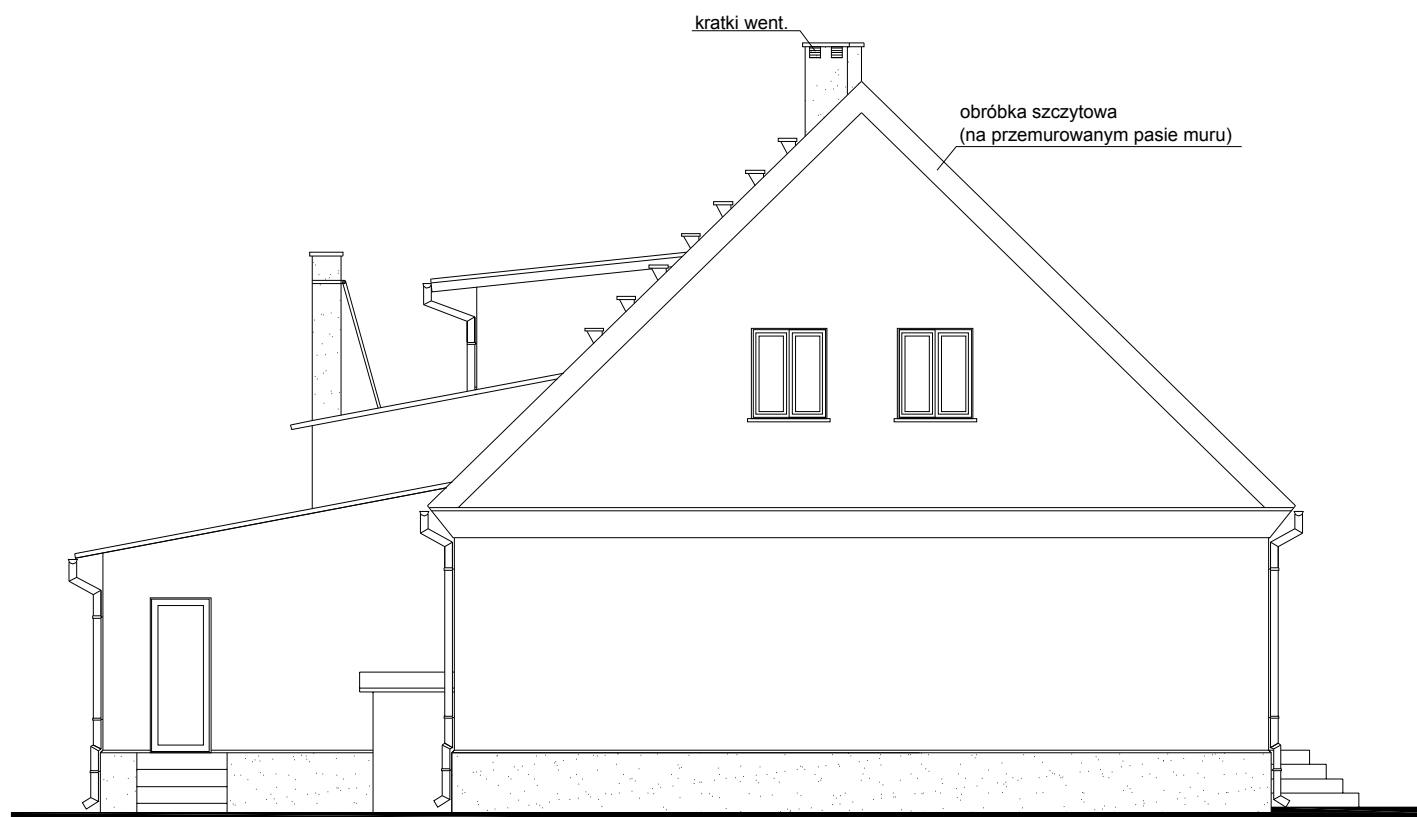 kratki went.
obróbka szczytowa
(na przemurowanym pasie muru)